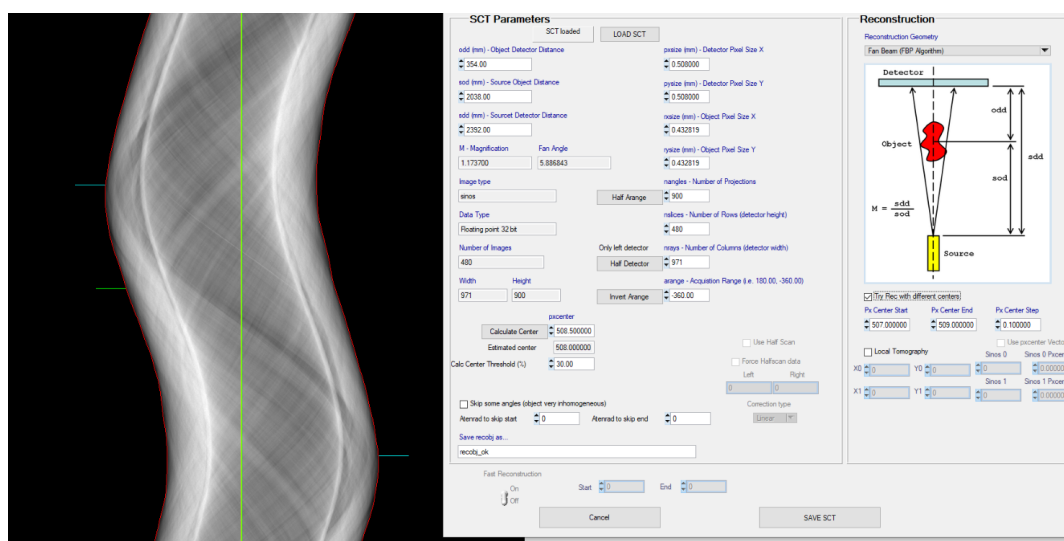 SCT Parameters
SCT loaded
LOAD SCT
odd (mm) - Object Detector Distance
354.00
sod (mm) - Source Object Distance
2038.00
sdd (mm) - Sourcet Detector Distance
2392.00
M - Magnification Fan Angle
1.173700 5.886843
Image type
sinos
Data Type
Floating point 32 bit
Number of Images
480
Width Height
971 900
pxsize (mm) - Detector Pixel Size X
0.508000
pysize (mm) - Detector Pixel Size Y
0.508000
rxsize (mm) - Object Pixel Size X
0.432819
rysize (mm) - Object Pixel Size Y
0.432819
nangles - Number of Projections
Half Arange 900
nslices - Number of Rows (detector height)
480
Only left detector nrays - Number of Columns (detector width)
Half Detector 971
arange - Acquistion Range (i.e. 180.00, -360.00)
Invert Arange -360.00
pxcenter
Calculate Center 508.500000
Estimated center 508.000000
Calc Center Threshold (%) 30.00
Use Half Scan
Force Halfscan data
Left Right
0 0
Skip some angles (object very inhomogeneous)
Correction type
Atenrad to skip start 0 Atenrad to skip end 0 Linear
Save recobj as...
recobj_ok
Fast Reconstruction
On
Off
Start 0 End 0
Cancel SAVE SCT
Reconstruction
Reconstruction Geometry
Fan Beam (FBP Algorithm)
Detector
odd
Object
sdd
sod
M = sdd
sod
Source
Try Rec with different centers
Px Center Start Px Center End Px Center Step
507.000000 509.000000 0.100000
Use pxcenter Vecto
Local Tomography
Sinos 0 Sinos 0 Pxcer
X0 0 Y0 0 0 0.00000
Sinos 1 Sinos 1 Pxcer
X1 0 Y1 0 0 0.00000